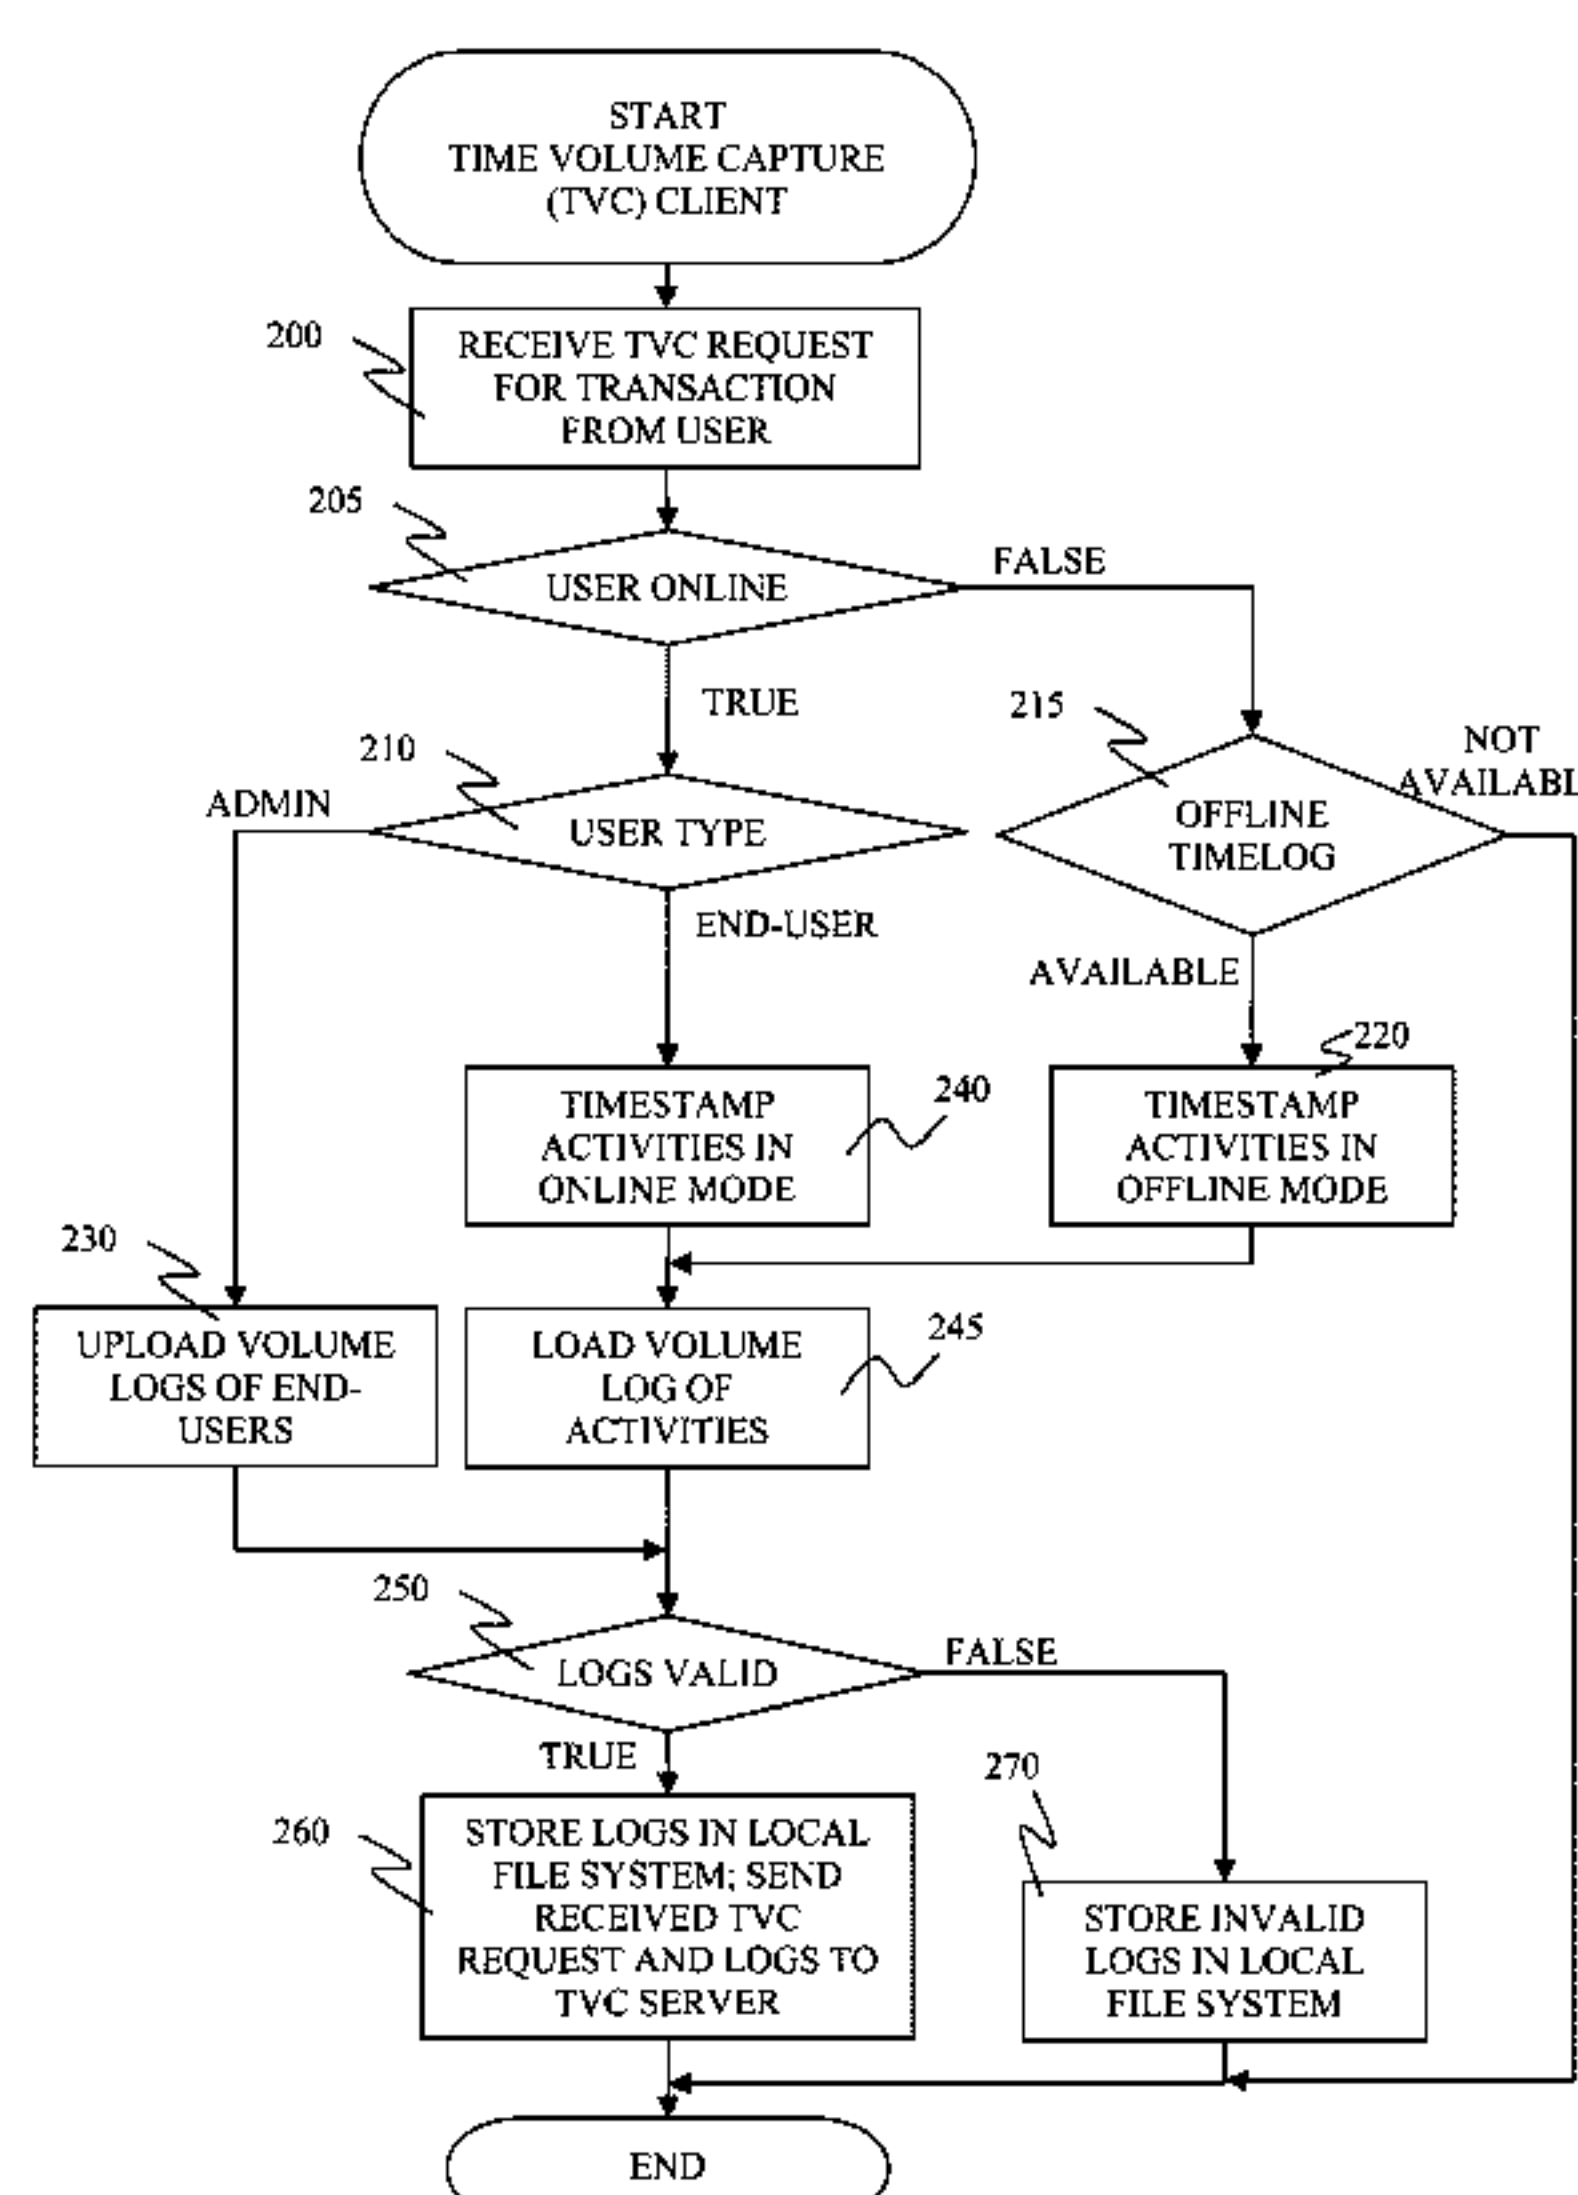 START
TIME VOLUME CAPTURE
(TVC) CLIENT
200
RECEIVE TVC REQUEST
FOR TRANSACTION
FROM USER
205
USER ONLINE
FALSE
TRUE
210
ADMIN
USER TYPE
END-USER
215
NOT
AVAILABL
OFFLINE
TIMELOG
AVAILABLE
240
TIMESTAMP
ACTIVITIES IN
ONLINE MODE
220
TIMESTAMP
ACTIVITIES IN
OFFLINE MODE
230
UPLOAD VOLUME
LOGS OF END-
USERS
245
LOAD VOLUME
LOG OF
ACTIVITIES
250
LOGS VALID
FALSE
TRUE
260
STORE LOGS IN LOCAL
FILE SYSTEM; SEND
RECEIVED TVC
REQUEST AND LOGS TO
TVC SERVER
270
STORE INVALID
LOGS IN LOCAL
FILE SYSTEM
END